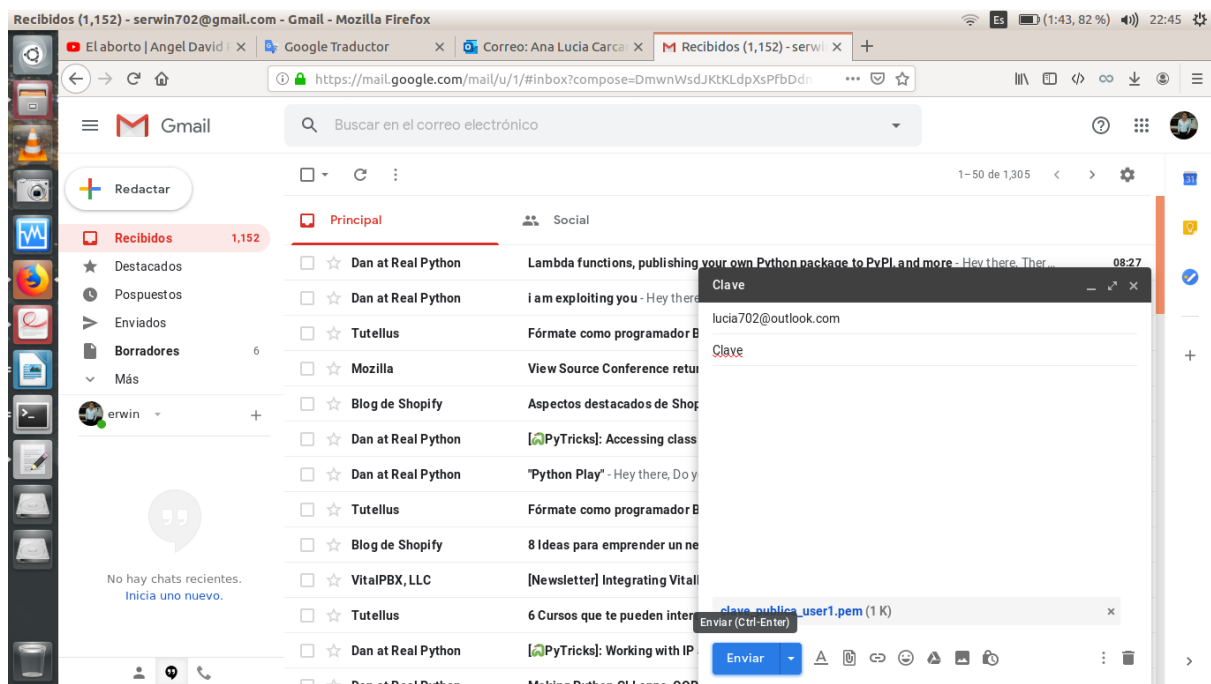 Recibidos (1,152) - serwin702@gmail.com - Gmail - Mozilla Firefox
Es
(1:43, 82 %)
22:45
El aborto | Angel David
Google Traductor
Correo: Ana Lucia Carca
Recibidos (1,152) - serwi
https://mail.google.com/mail/u/1/#inbox?compose=DmwnWsdJKtKLdpXsPfbDdn
Gmail
Buscar en el correo electrónico
Redactar
1–50 de 1,305
31
Principal
Social
Recibidos 1,152
Destacados
Pospuestos
Enviados
Borradores 6
Más
erwin
No hay chats recientes.
Inicia uno nuevo.
Dan at Real Python Lambda functions, publishing your own Python package to PyPI, and more - Hey there, Ther... 08:27
Dan at Real Python i am exploiting you - Hey there
Tutellus Fórmate como programador B
Mozilla View Source Conference retu
Blog de Shopify Aspectos destacados de Shop
Dan at Real Python [🐍PyTricks]: Accessing class
Dan at Real Python "Python Play" - Hey there, Do y
Tutellus Fórmate como programador B
Blog de Shopify 8 Ideas para emprender un ne
VitalPBX, LLC [Newsletter] Integrating Vital
Tutellus 6 Cursos que te pueden inter
Dan at Real Python [🐍PyTricks]: Working with IP
Clave
lucia702@outlook.com
Clave
clave_publica_user1.pem (1 K)
Enviar (Ctrl-Enter)
Enviar